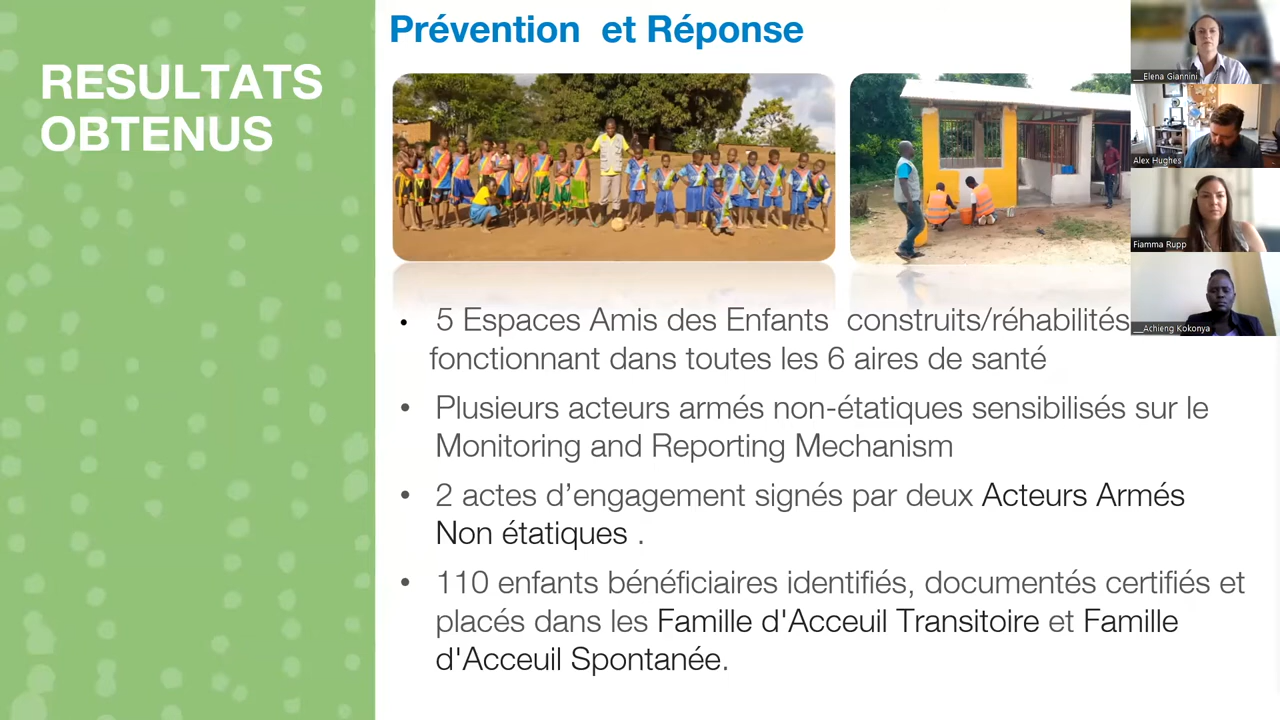 RESULTATS
OBTENUS
Prévention et Réponse
__Elena Giannini
Alex Hughes
Fiamma Rupp
__Achieng Kokonya
• 5 Espaces Amis des Enfants construits/réhabilités
fonctionnant dans toutes les 6 aires de santé
• Plusieurs acteurs armés non-étatiques sensibilisés sur le
Monitoring and Reporting Mechanism
• 2 actes d’engagement signés par deux Acteurs Armés
Non étatiques .
• 110 enfants bénéficiaires identifiés, documentés certifiés et
placés dans les Famille d'Acceuil Transitoire et Famille
d'Acceuil Spontanée.